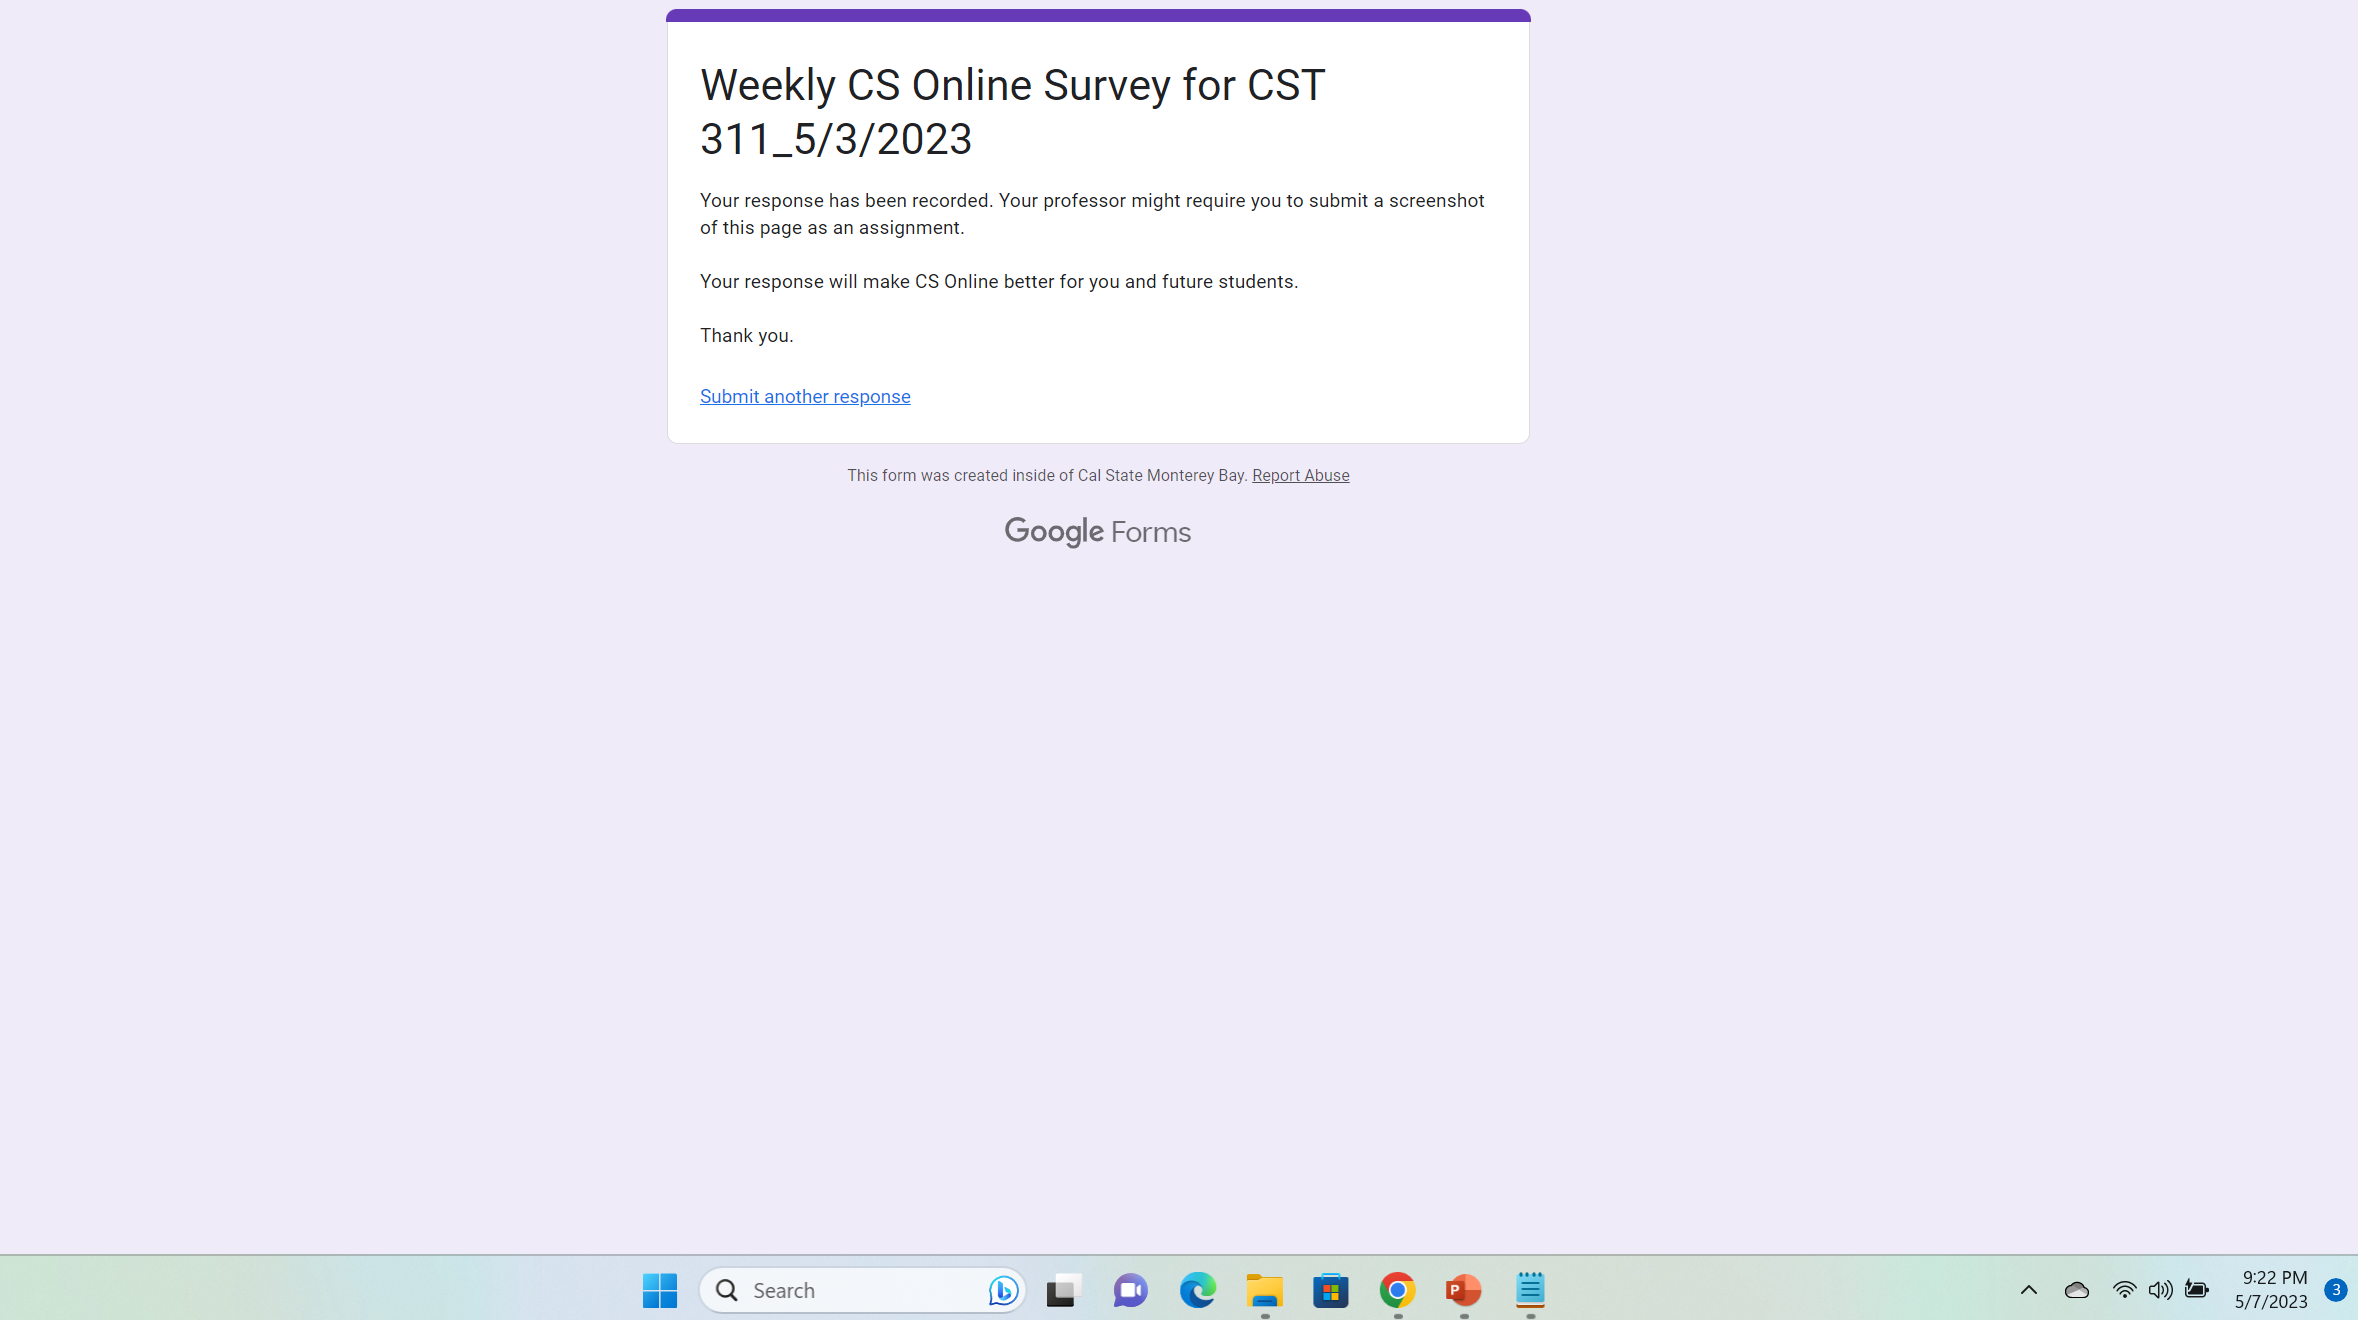 Weekly CS Online Survey for CST
311_5/3/2023
Your response has been recorded. Your professor might require you to submit a screenshot
of this page as an assignment.
Your response will make CS Online better for you and future students.
Thank you.
Submit another response
This form was created inside of Cal State Monterey Bay. Report Abuse
Google Forms
Search
P
9:22 PM
5/7/2023
3